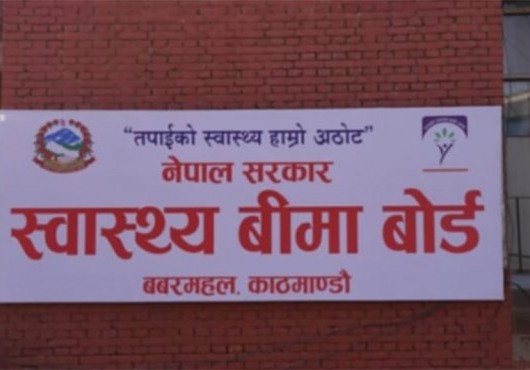 "तपाईको स्वास्थ्य हाम्रो अठोट"
नेपाल सरकार
स्वास्थ्य बीमा बोर्ड
बबरमहल, काठमाण्डौ